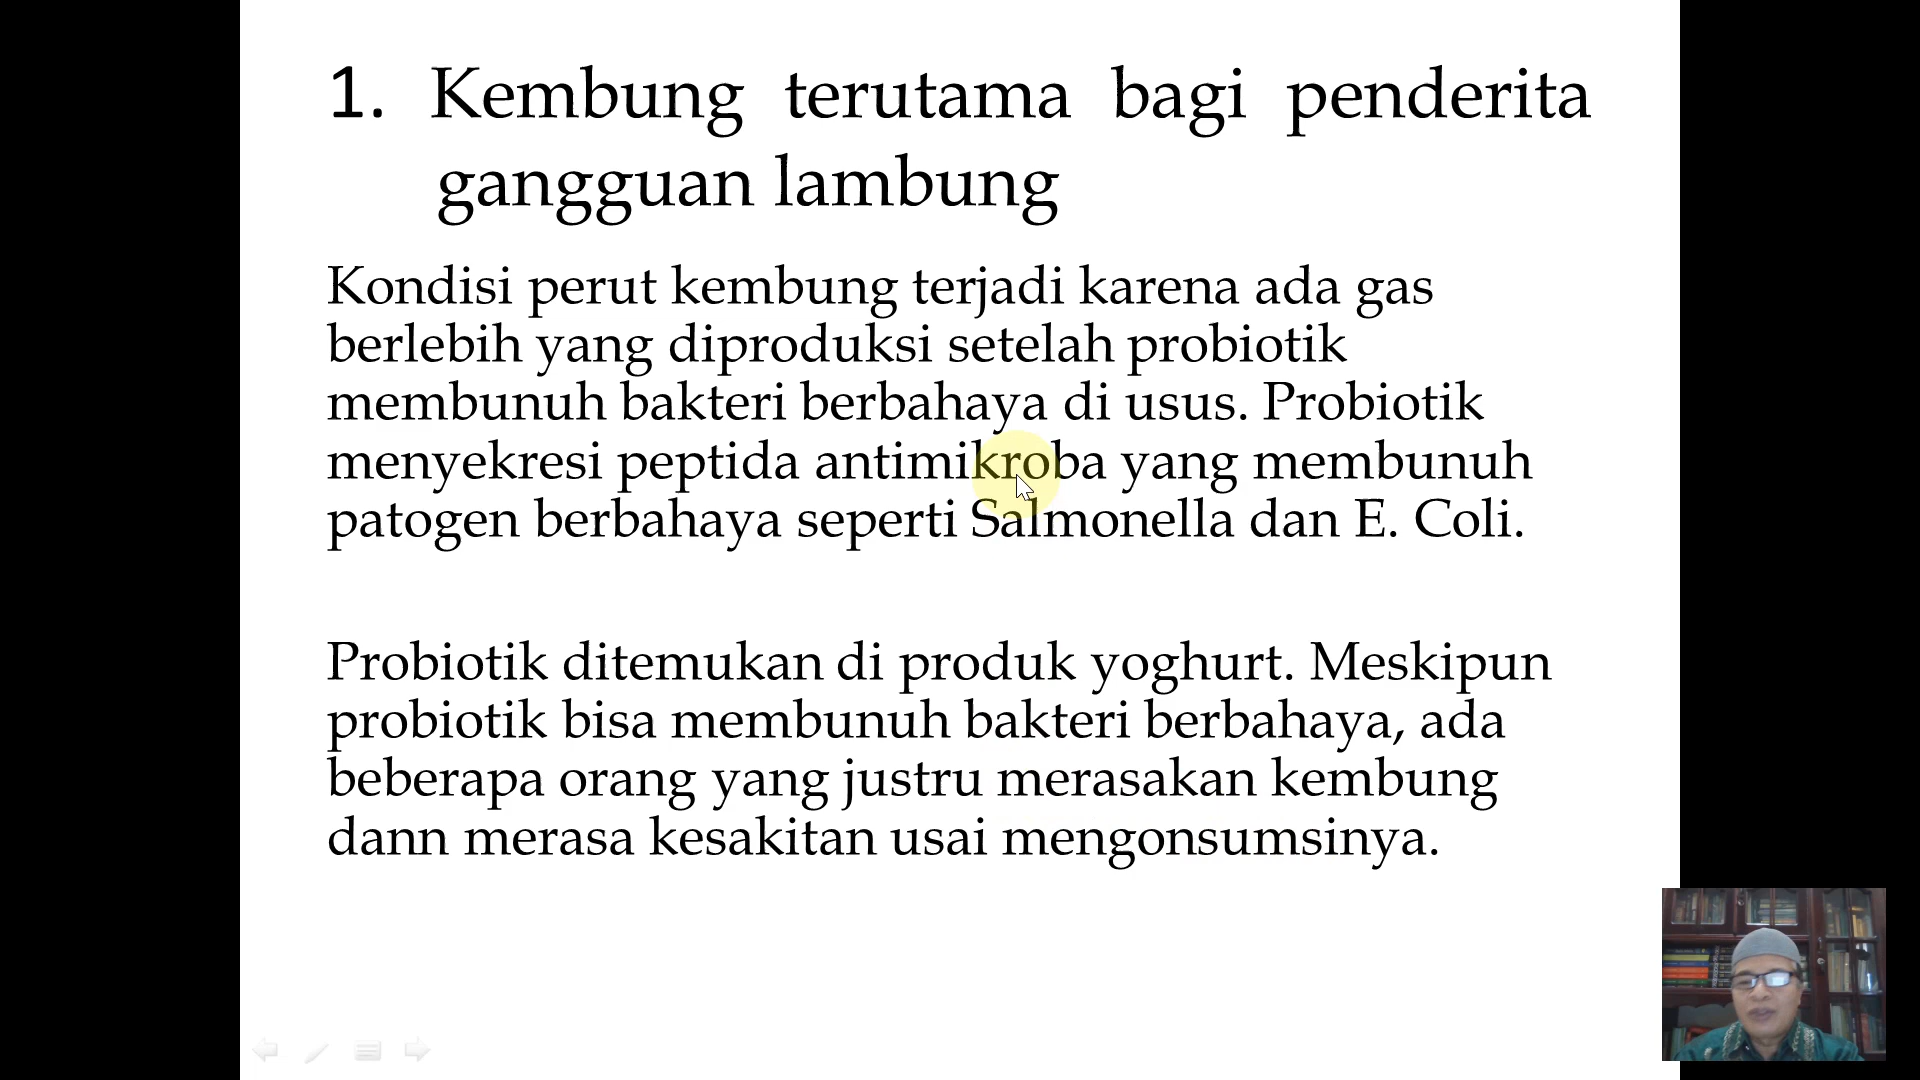 1. Kembung terutama bagi penderita
gangguan lambung
Kondisi perut kembung terjadi karena ada gas
berlebih yang diproduksi setelah probiotik
membunuh bakteri berbahaya di usus. Probiotik
menyekresi peptida antimikroba yang membunuh
patogen berbahaya seperti Salmonella dan E. Coli.
Probiotik ditemukan di produk yoghurt. Meskipun
probiotik bisa membunuh bakteri berbahaya, ada
beberapa orang yang justru merasakan kembung
dann merasa kesakitan usai mengonsumsinya.